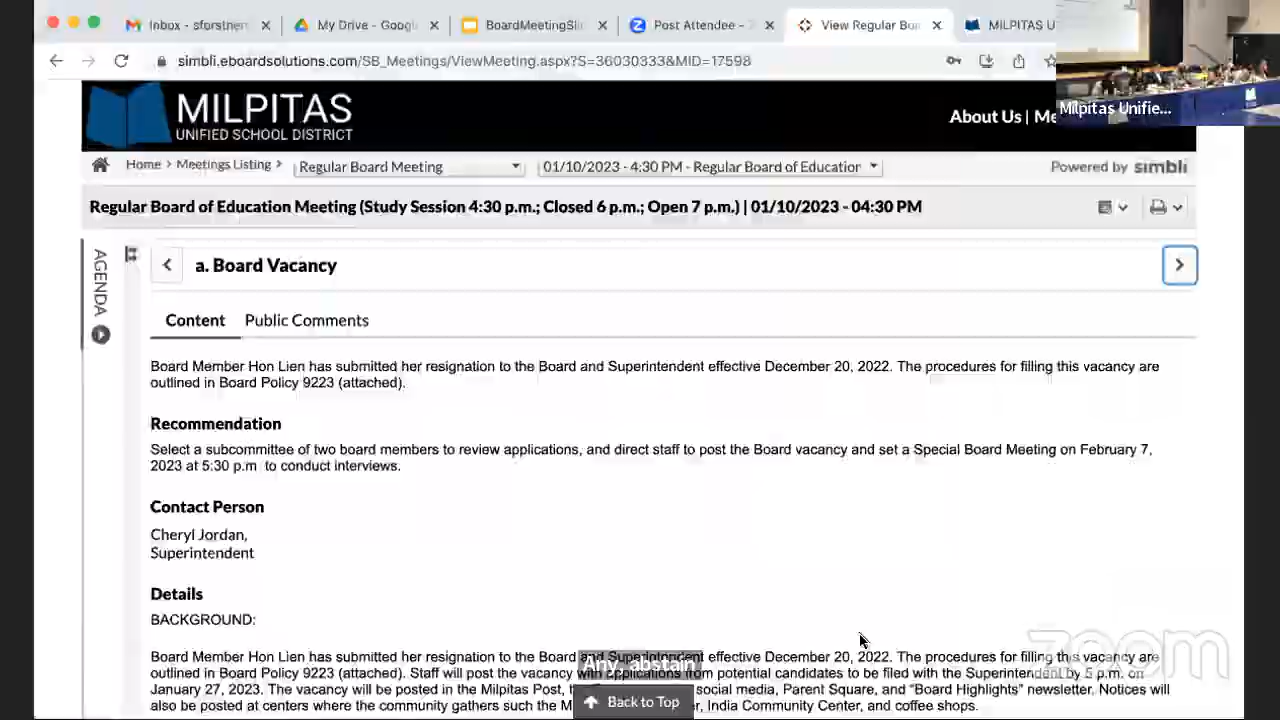 Inbox - sforstner
My Drive - Google
BoardMeetingSli
Post Attendee -
View Regular Boa
MILPITAS U
simbli.eboardsolutions.com/SB_Meetings/ViewMeeting.aspx?S=36030333&MID=17598
Milpitas Unifie...
MILPITAS
UNIFIED SCHOOL DISTRICT
About Us | Me
Home > Meetings Listing >
Regular Board Meeting
01/10/2023 - 4:30 PM - Regular Board of Education
Powered by simbli
Regular Board of Education Meeting (Study Session 4:30 p.m.; Closed 6 p.m.; Open 7 p.m.) | 01/10/2023 - 04:30 PM
AGENDA
a. Board Vacancy
Content
Public Comments
Board Member Hon Lien has submitted her resignation to the Board and Superintendent effective December 20, 2022. The procedures for filling this vacancy are
outlined in Board Policy 9223 (attached).
Recommendation
Select a subcommittee of two board members to review applications, and direct staff to post the Board vacancy and set a Special Board Meeting on February 7,
2023 at 5:30 p.m to conduct interviews.
Contact Person
Cheryl Jordan,
Superintendent
Details
BACKGROUND:
Board Member Hon Lien has submitted her resignation to the Board and Superintendent effective December 20, 2022. The procedures for filling this vacancy are
outlined in Board Policy 9223 (attached). Staff will post the vacancy with applications from potential candidates to be filed with the Superintendent by 5 p.m. on
January 27, 2023. The vacancy will be posted in the Milpitas Post, social media, Parent Square, and "Board Highlights" newsletter. Notices will
also be posted at centers where the community gathers such the India Community Center, and coffee shops.
Any, abstain
Back to Top
zoom